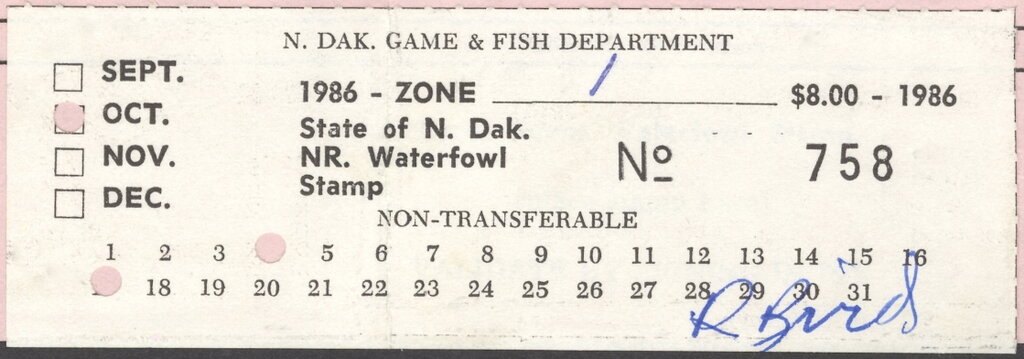 N. DAK. GAME & FISH DEPARTMENT
SEPT.
OCT.
NOV.
DEC.
1986 - ZONE 1 $8.00 - 1986
State of N. Dak.
NR. Waterfowl
Stamp
Nº 758
NON-TRANSFERABLE
1 2 3 5 6 7 8 9 10 11 12 13 14 15 16
18 19 20 21 22 23 24 25 26 27 28 29 30 31
R Bird